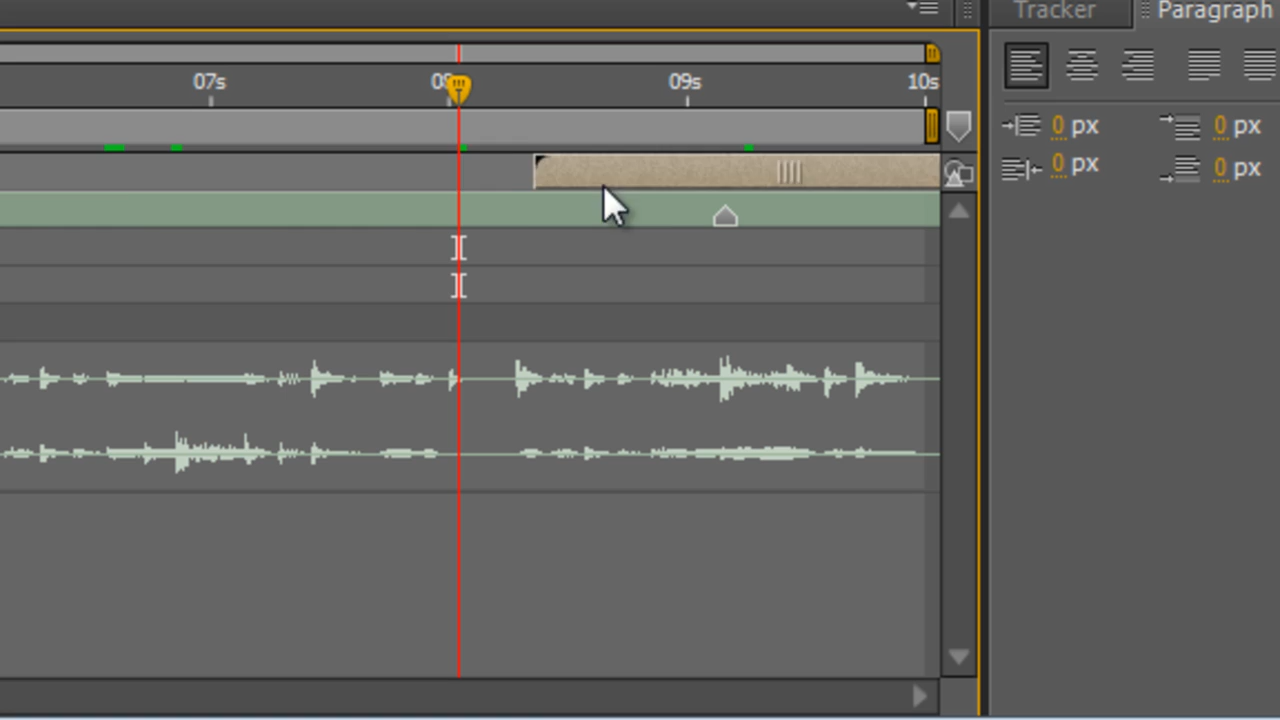 Tracker
Paragraph
07s
09s
10s
0 px
0 px
0 px
0 px